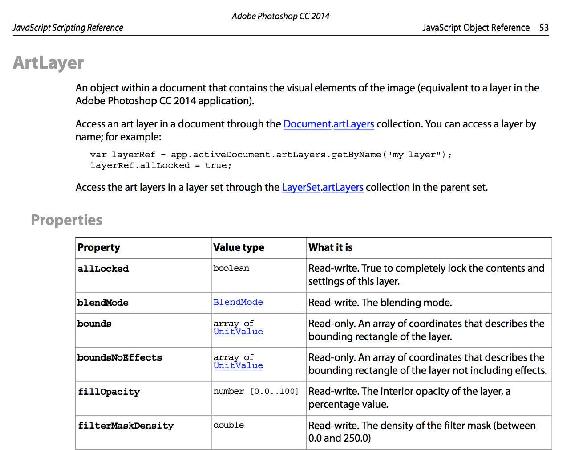 Adobe Photoshop CC 2014
JavaScript Scripting Reference JavaScript Object Reference 53
ArtLayer
An object within a document that contains the visual elements of the image (equivalent to a layer in the
Adobe Photoshop CC 2014 application).
Access an art layer in a document through the Document.artLayers collection. You can access a layer by
name; for example:
var layerRef = app.activeDocument.artLayers.getByName("my layer");
layerRef.allLocked = true;
Access the art layers in a layer set through the LayerSet.artLayers collection in the parent set.
Properties
Property Value type What it is
allLocked boolean Read-write. True to completely lock the contents and
settings of this layer.
blendMode BlendMode Read-write. The blending mode.
bounds array of Read-only. An array of coordinates that describes the
UnitValue bounding rectangle of the layer.
boundsNoEffects array of Read-only. An array of coordinates that describes the
UnitValue bounding rectangle of the layer not including effects.
fillOpacity number [0.0..100] Read-write. The interior opacity of the layer, a
percentage value.
filterMaskDensity double Read-write. The density of the filter mask (between
0.0 and 250.0)